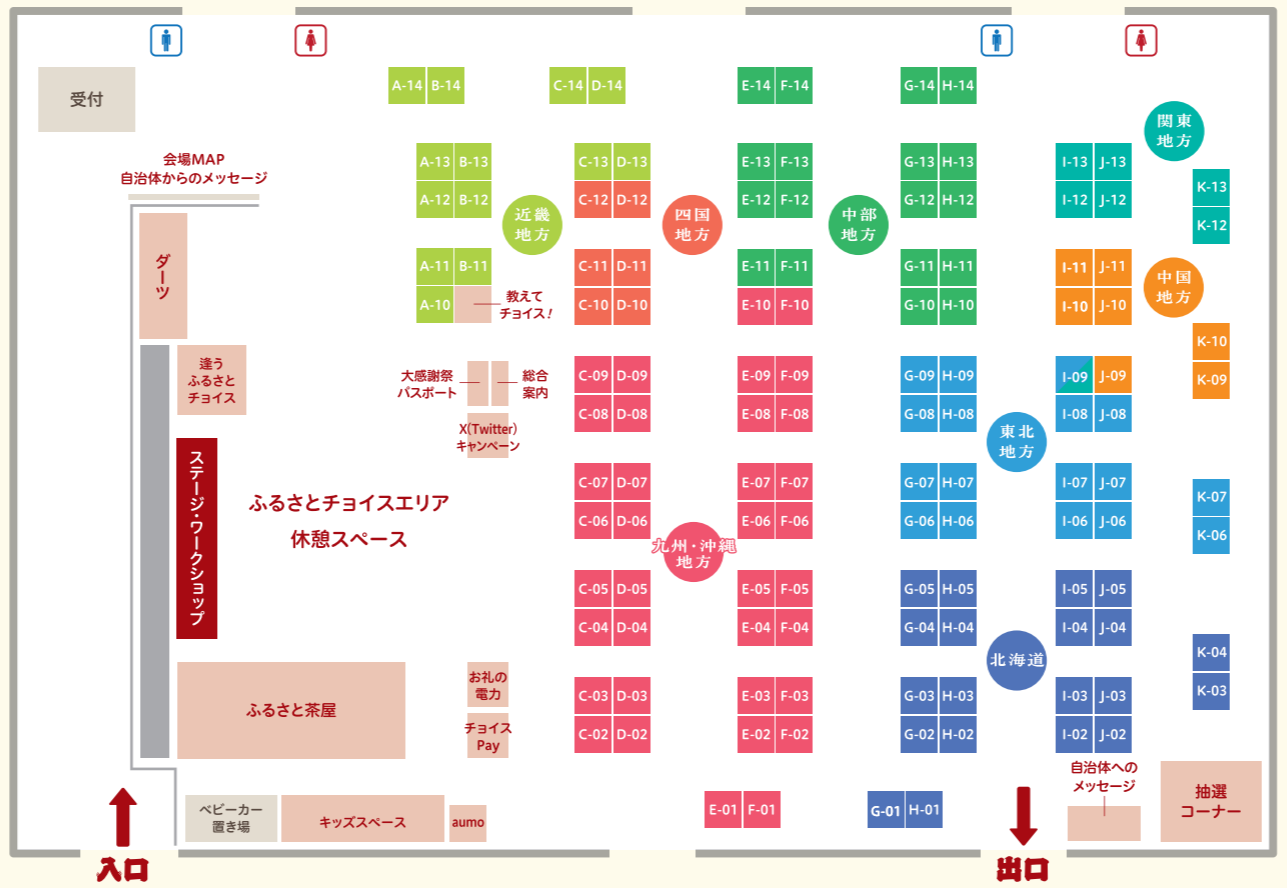 受付
会場MAP
自治体からのメッセージ
ダーツ
逢う
ふるさと
チョイス
ステージ・ワークショップ
ふるさとチョイスエリア
休憩スペース
ふるさと茶屋
お礼の
電力
チョイス
Pay
ベビーカー
置き場
キッズスペース
aumo
入口
A-14 B-14
A-13 B-13
A-12 B-12
A-11 B-11
A-10
教えて
チョイス!
大感謝祭
パスポート
総合
案内
X(Twitter)
キャンペーン
近畿
地方
C-14 D-14
C-13 D-13
C-12 D-12
C-11 D-11
C-10 D-10
C-09 D-09
C-08 D-08
C-07 D-07
C-06 D-06
C-05 D-05
C-04 D-04
C-03 D-03
C-02 D-02
四国
地方
九州・沖縄
地方
E-14 F-14
E-13 F-13
E-12 F-12
E-11 F-11
E-10 F-10
E-09 F-09
E-08 F-08
E-07 F-07
E-06 F-06
E-05 F-05
E-04 F-04
E-03 F-03
E-02 F-02
E-01 F-01
中部
地方
G-14 H-14
G-13 H-13
G-12 H-12
G-11 H-11
G-10 H-10
G-09 H-09
G-08 H-08
G-07 H-07
G-06 H-06
G-05 H-05
G-04 H-04
G-03 H-03
G-02 H-02
G-01 H-01
東北
地方
北海道
I-13 J-13
I-12 J-12
I-11 J-11
I-10 J-10
I-09 J-09
I-08 J-08
I-07 J-07
I-06 J-06
I-05 J-05
I-04 J-04
I-03 J-03
I-02 J-02
関東
地方
中国
地方
K-13
K-12
K-10
K-09
K-07
K-06
K-04
K-03
自治体への
メッセージ
抽選
コーナー
出口